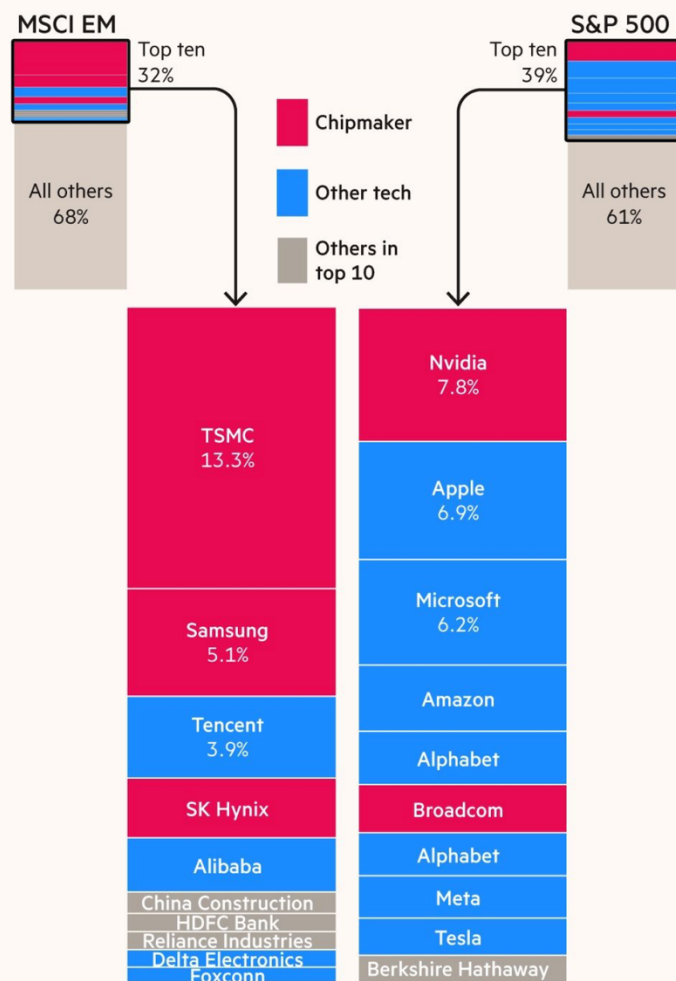 MSCI EM
S&P 500
Top ten
32%
Top ten
39%
Chipmaker
Other tech
Others in
top 10
All others
68%
All others
61%
TSMC
13.3%
Samsung
5.1%
Tencent
3.9%
SK Hynix
Alibaba
China Construction
HDFC Bank
Reliance Industries
Delta Electronics
Foxconn
Nvidia
7.8%
Apple
6.9%
Microsoft
6.2%
Amazon
Alphabet
Broadcom
Alphabet
Meta
Tesla
Berkshire Hathaway